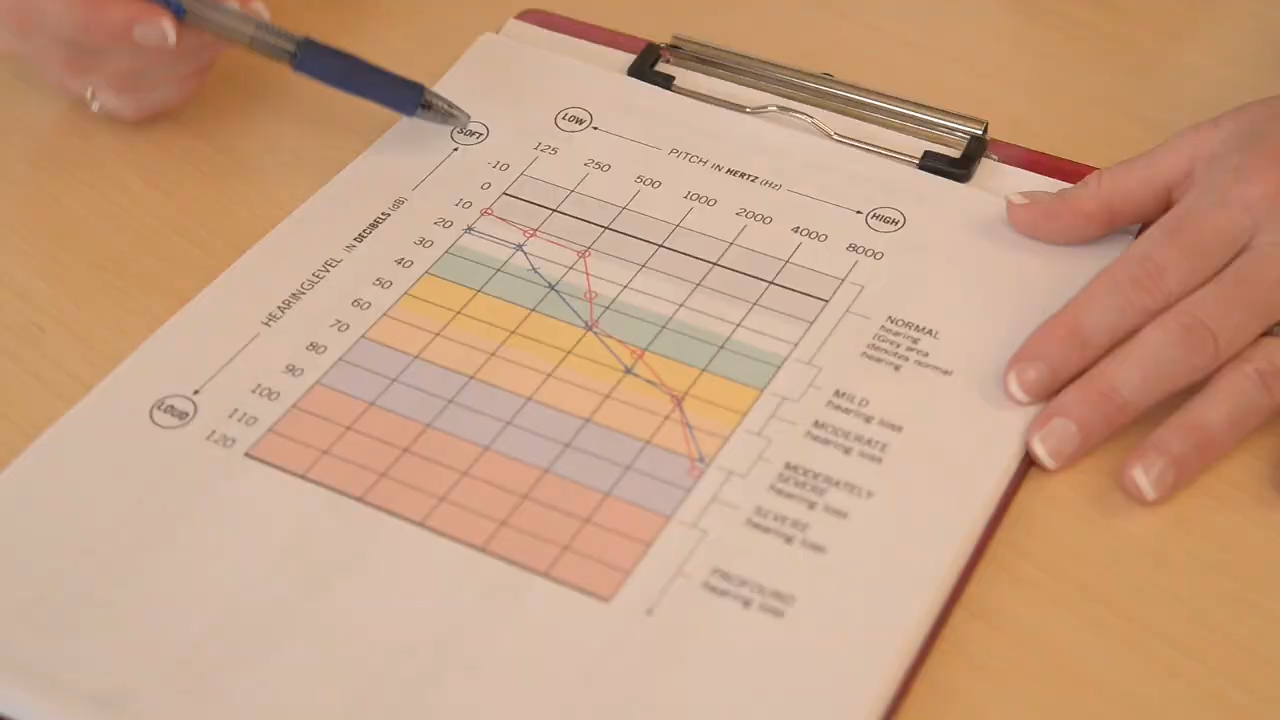 SOFT
LOW
PITCH IN HERTZ (Hz)
HIGH
125
250
500
1000
2000
4000
8000
-10
0
10
20
30
40
50
60
70
80
90
100
110
120
HEARING LEVEL IN DECIBELS (dB)
LOUD
NORMAL
hearing
(Grey area
denotes normal
hearing
MILD
hearing loss
MODERATE
hearing loss
MODERATELY
SEVERE
hearing loss
SEVERE
hearing loss
PROFOUND
hearing loss